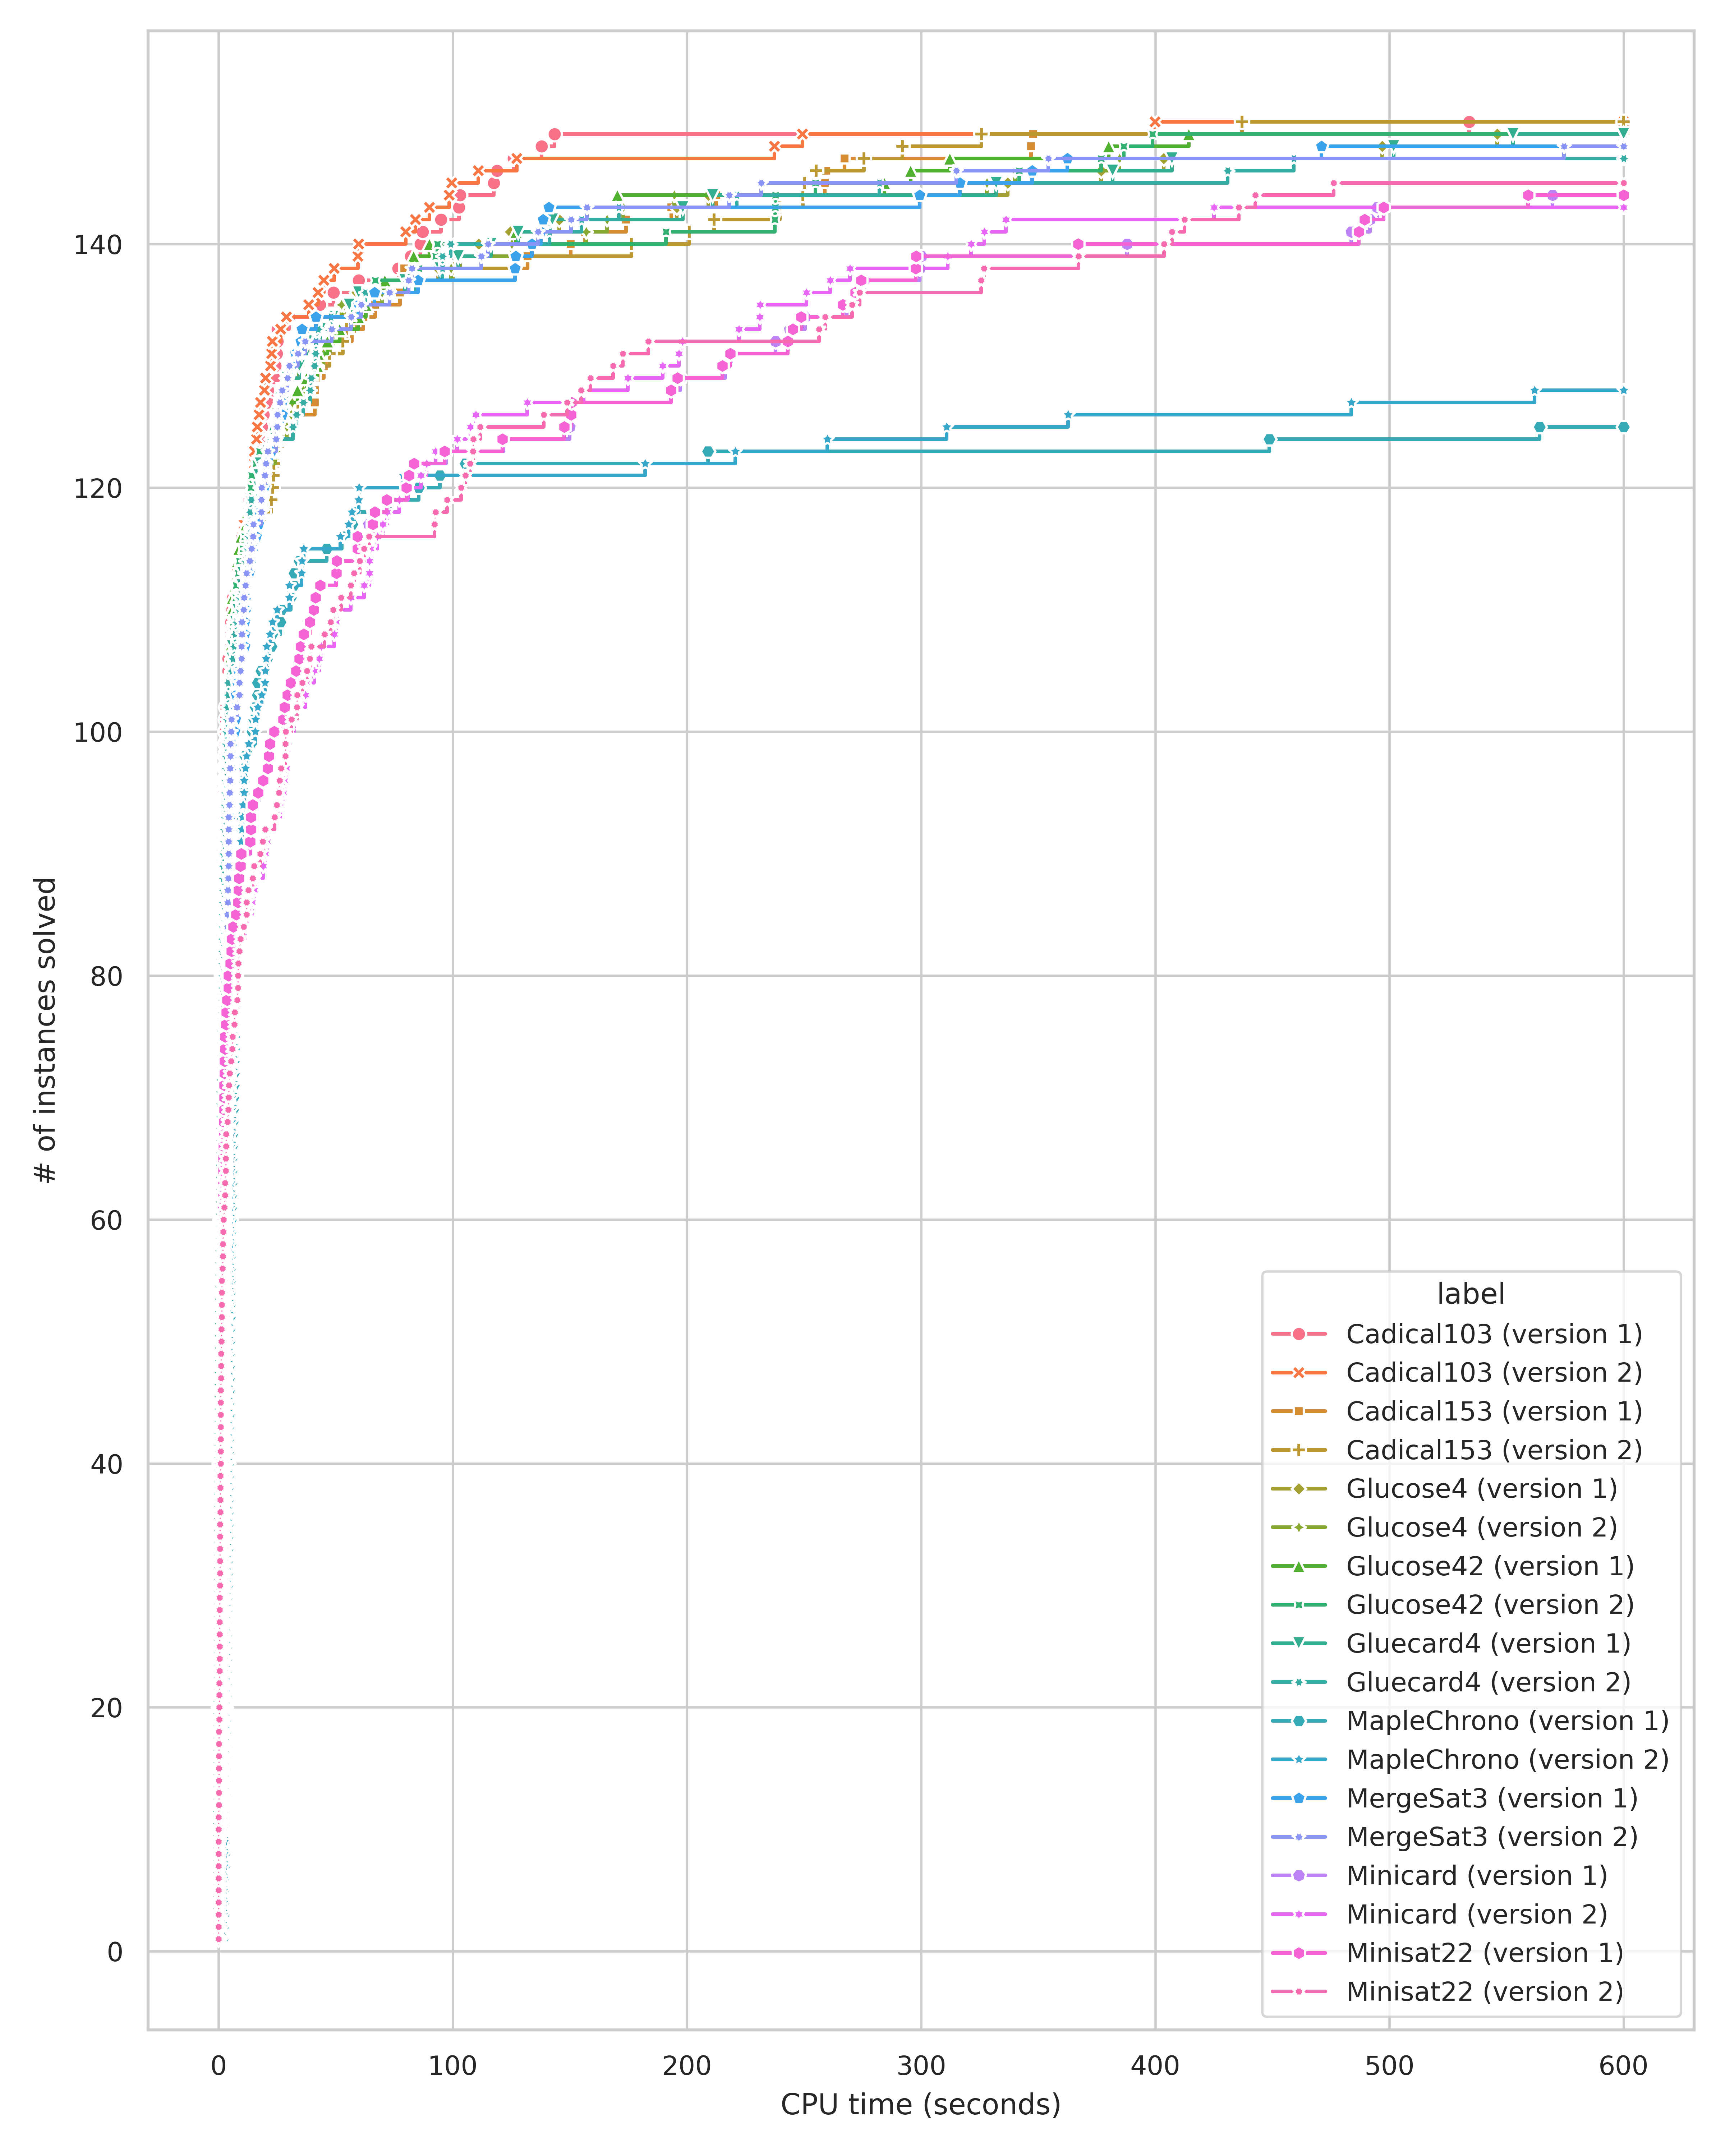 140
120
100
80
60
40
20
0
# of instances solved
0 100 200 300 400 500 600
CPU time (seconds)
label
Cadical103 (version 1)
Cadical103 (version 2)
Cadical153 (version 1)
Cadical153 (version 2)
Glucose4 (version 1)
Glucose4 (version 2)
Glucose42 (version 1)
Glucose42 (version 2)
Gluecard4 (version 1)
Gluecard4 (version 2)
MapleChrono (version 1)
MapleChrono (version 2)
MergeSat3 (version 1)
MergeSat3 (version 2)
Minicard (version 1)
Minicard (version 2)
Minisat22 (version 1)
Minisat22 (version 2)